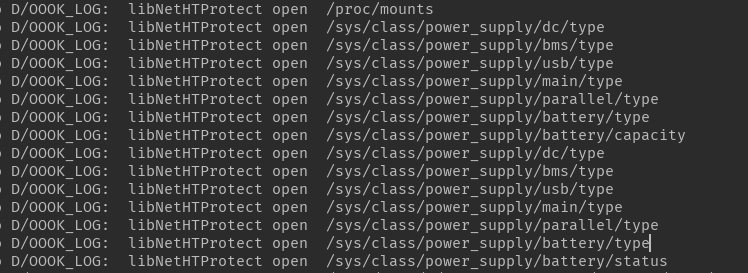 D/OOOK_LOG: libNetHTProtect open /proc/mounts
D/OOOK_LOG: libNetHTProtect open /sys/class/power_supply/dc/type
D/OOOK_LOG: libNetHTProtect open /sys/class/power_supply/bms/type
D/OOOK_LOG: libNetHTProtect open /sys/class/power_supply/usb/type
D/OOOK_LOG: libNetHTProtect open /sys/class/power_supply/main/type
D/OOOK_LOG: libNetHTProtect open /sys/class/power_supply/parallel/type
D/OOOK_LOG: libNetHTProtect open /sys/class/power_supply/battery/type
D/OOOK_LOG: libNetHTProtect open /sys/class/power_supply/battery/capacity
D/OOOK_LOG: libNetHTProtect open /sys/class/power_supply/dc/type
D/OOOK_LOG: libNetHTProtect open /sys/class/power_supply/bms/type
D/OOOK_LOG: libNetHTProtect open /sys/class/power_supply/usb/type
D/OOOK_LOG: libNetHTProtect open /sys/class/power_supply/main/type
D/OOOK_LOG: libNetHTProtect open /sys/class/power_supply/parallel/type
D/OOOK_LOG: libNetHTProtect open /sys/class/power_supply/battery/type
D/OOOK_LOG: libNetHTProtect open /sys/class/power_supply/battery/status